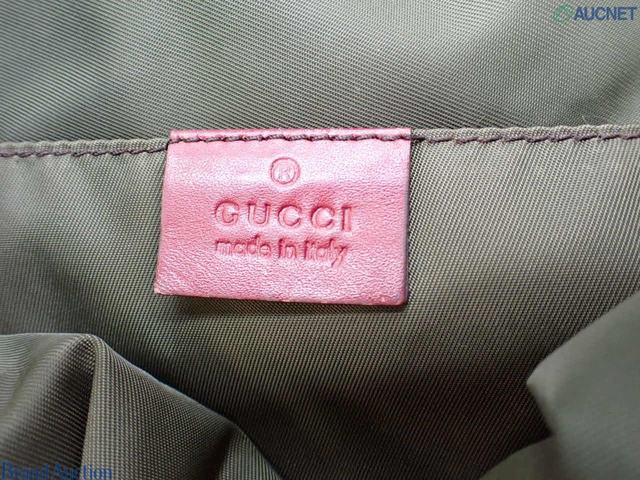 AUCNET
®
GUCCI
made in Italy
Brand Auction